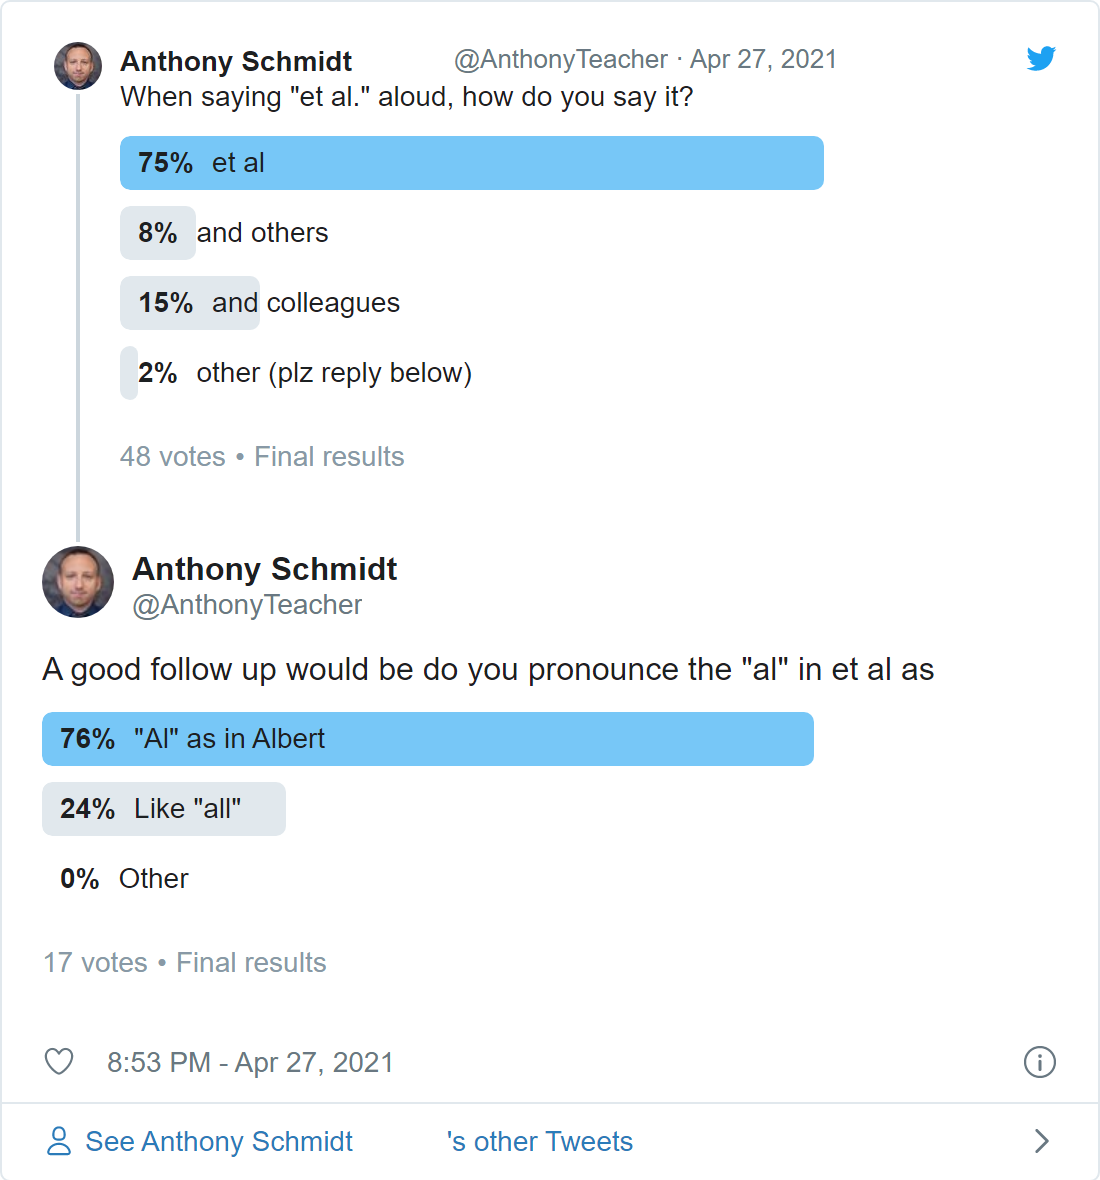 Anthony Schmidt @AnthonyTeacher · Apr 27, 2021
When saying "et al." aloud, how do you say it?
75% et al
8% and others
15% and colleagues
2% other (plz reply below)
48 votes • Final results
Anthony Schmidt
@AnthonyTeacher
A good follow up would be do you pronounce the "al" in et al as
76% "Al" as in Albert
24% Like "all"
0% Other
17 votes • Final results
8:53 PM - Apr 27, 2021
See Anthony Schmidt 's other Tweets